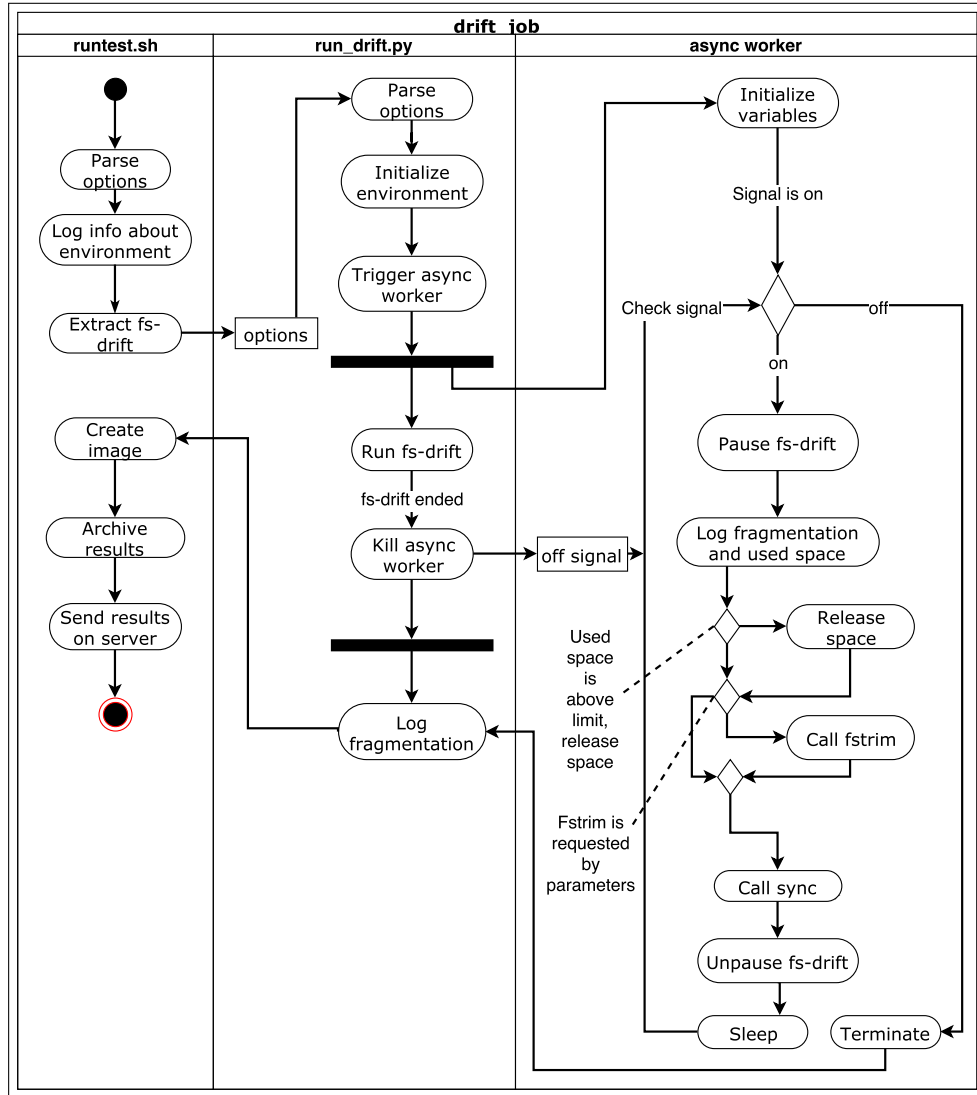 drift job
runtest.sh
run_drift.py
async worker
Parse
options
Log info about
environment
Extract fs-
drift
options
Create
image
Archive
results
Send results
on server
Parse
options
Initialize
environment
Trigger async
worker
Run fs-drift
fs-drift ended
Kill async
worker
off signal
Log
fragmentation
Initialize
variables
Signal is on
Check signal
off
on
Pause fs-drift
Log fragmentation
and used space
Used
space
is
above
limit,
release
space
Release
space
Call fstrim
Fstrim is
requested
by
parameters
Call sync
Unpause fs-drift
Sleep
Terminate